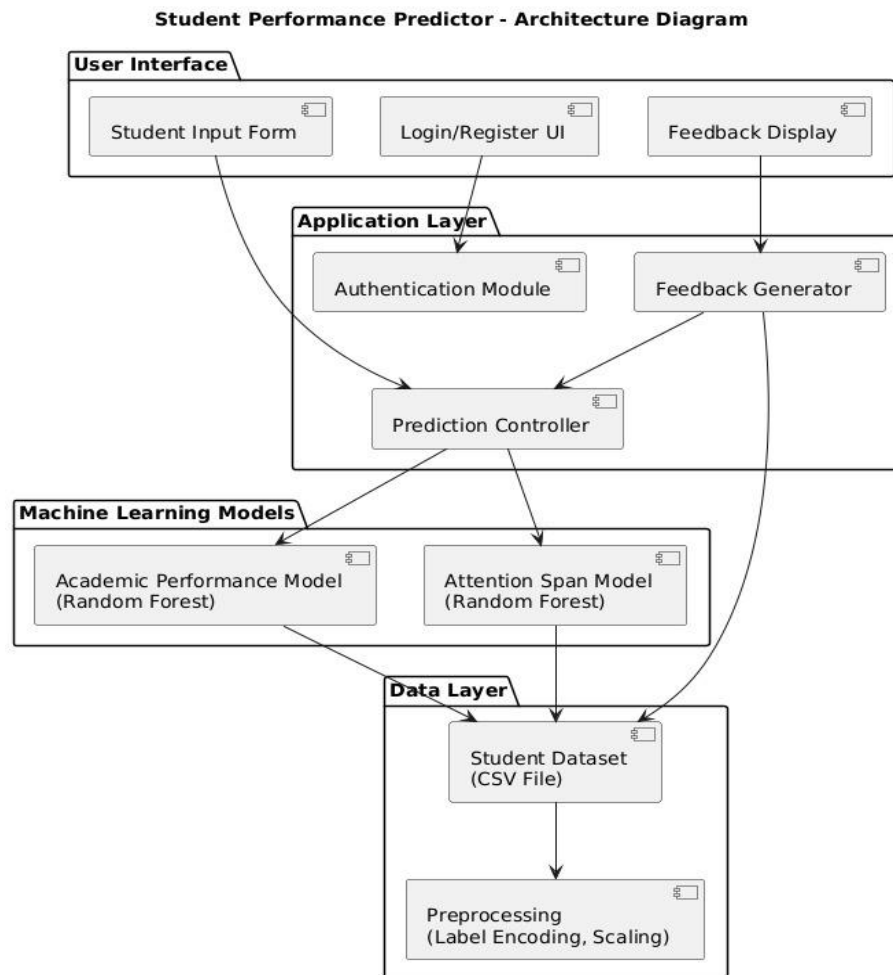 Student Performance Predictor - Architecture Diagram
User Interface
Student Input Form
Login/Register UI
Feedback Display
Application Layer
Authentication Module
Feedback Generator
Prediction Controller
Machine Learning Models
Academic Performance Model
(Random Forest)
Attention Span Model
(Random Forest)
Data Layer
Student Dataset
(CSV File)
Preprocessing
(Label Encoding, Scaling)